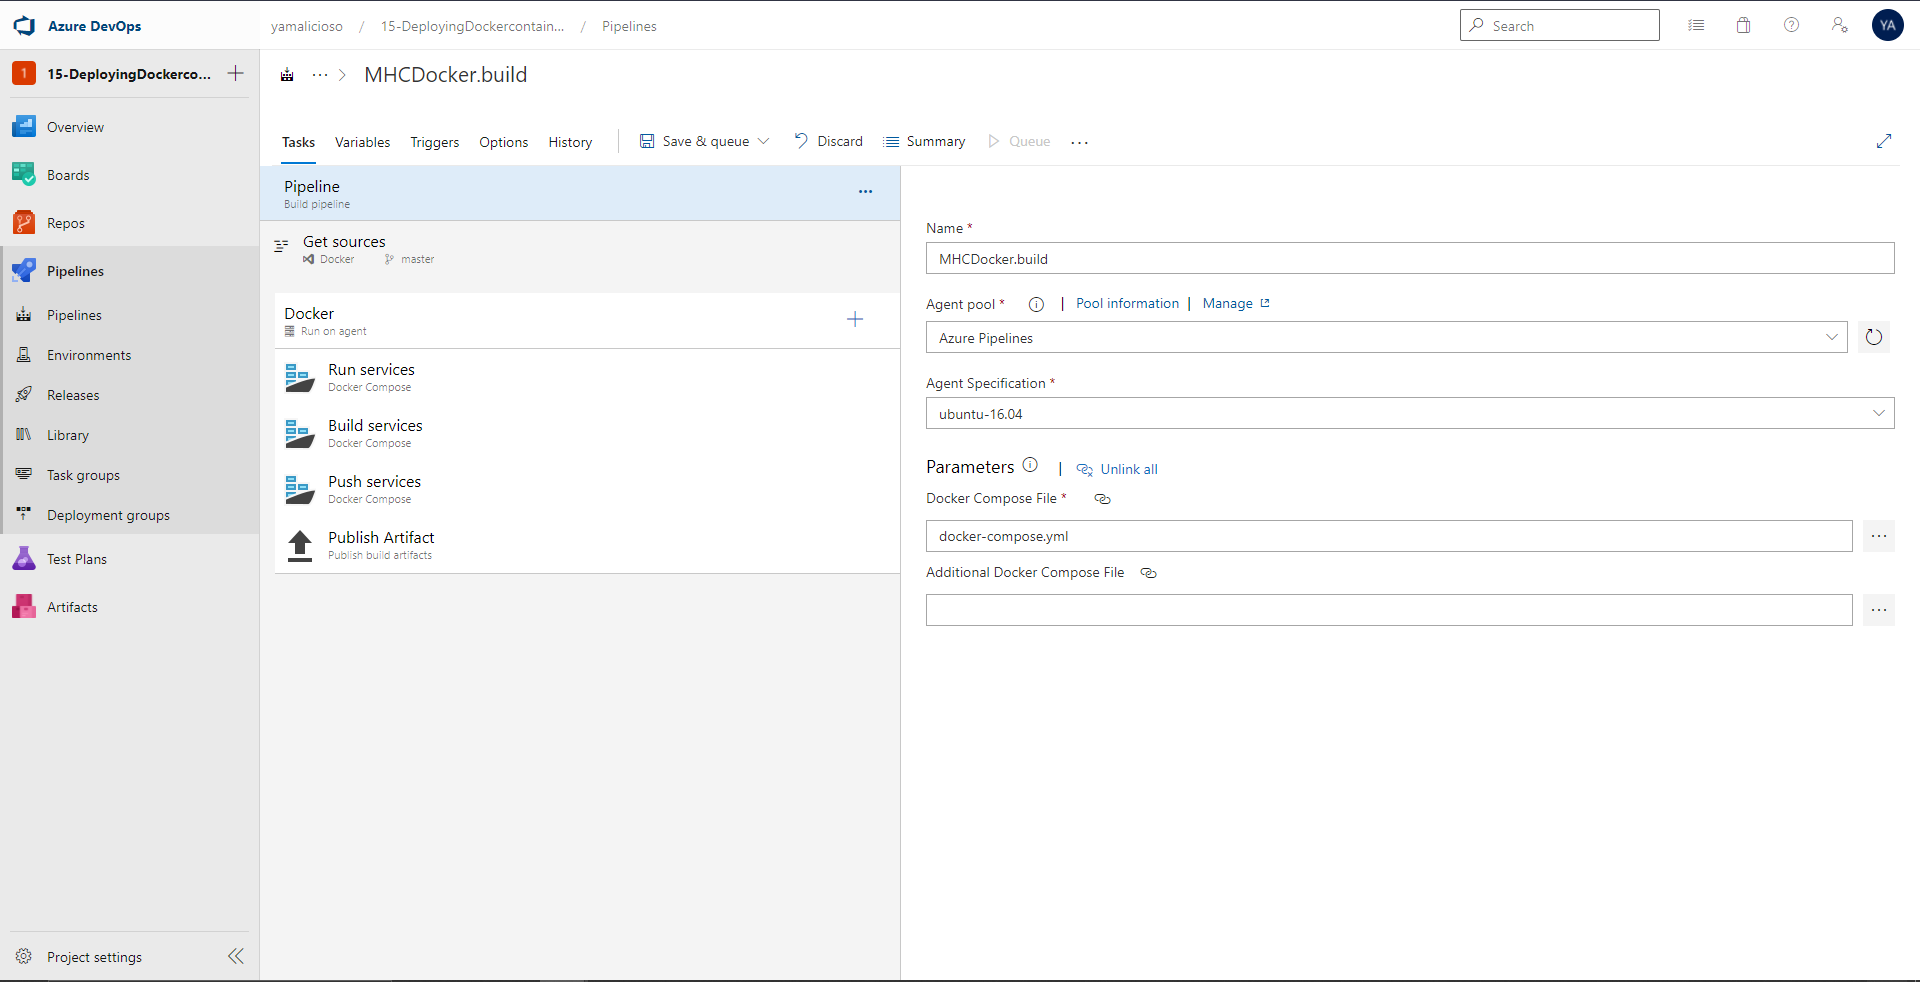 Azure DevOps
yamalicioso / 15-DeployingDockercontain... / Pipelines
Search
YA
1 15-DeployingDockerco...
Overview
Boards
Repos
Pipelines
Pipelines
Environments
Releases
Library
Task groups
Deployment groups
Test Plans
Artifacts
Project settings
... > MHCDocker.build
Tasks Variables Triggers Options History Save & queue Discard Summary Queue ...
Pipeline
Build pipeline
...
Get sources
Docker master
Docker
Run on agent
Run services
Docker Compose
Build services
Docker Compose
Push services
Docker Compose
Publish Artifact
Publish build artifacts
Name *
MHCDocker.build
Agent pool * | Pool information | Manage
Azure Pipelines
Agent Specification *
ubuntu-16.04
Parameters | Unlink all
Docker Compose File *
docker-compose.yml
...
Additional Docker Compose File
...